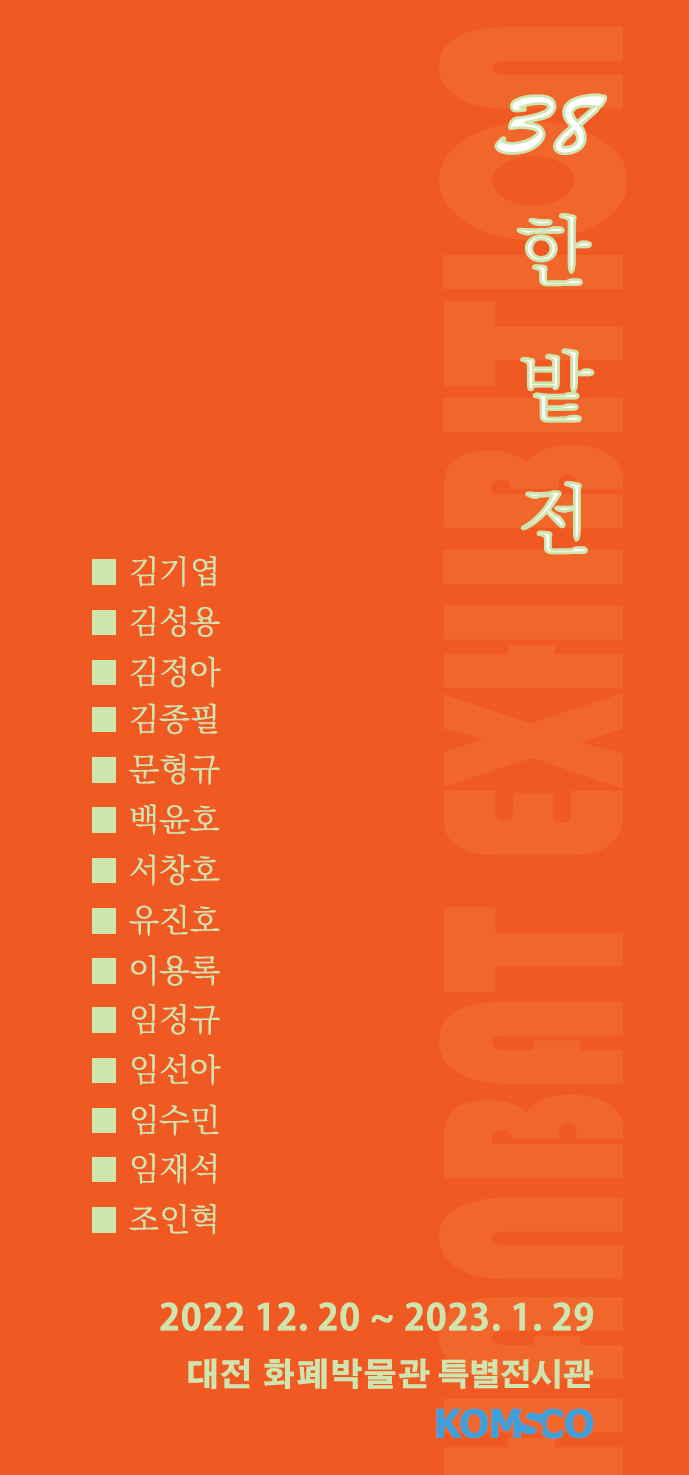 38
한
밭
전
HANBAT EXHIBITION
김기엽
김성용
김정아
김종필
문형규
백윤호
서창호
유진호
이용록
임정규
임선아
임수민
임재석
조인혁
2022 12. 20 ~ 2023. 1. 29
대전 화폐박물관 특별전시관
KOMSCO